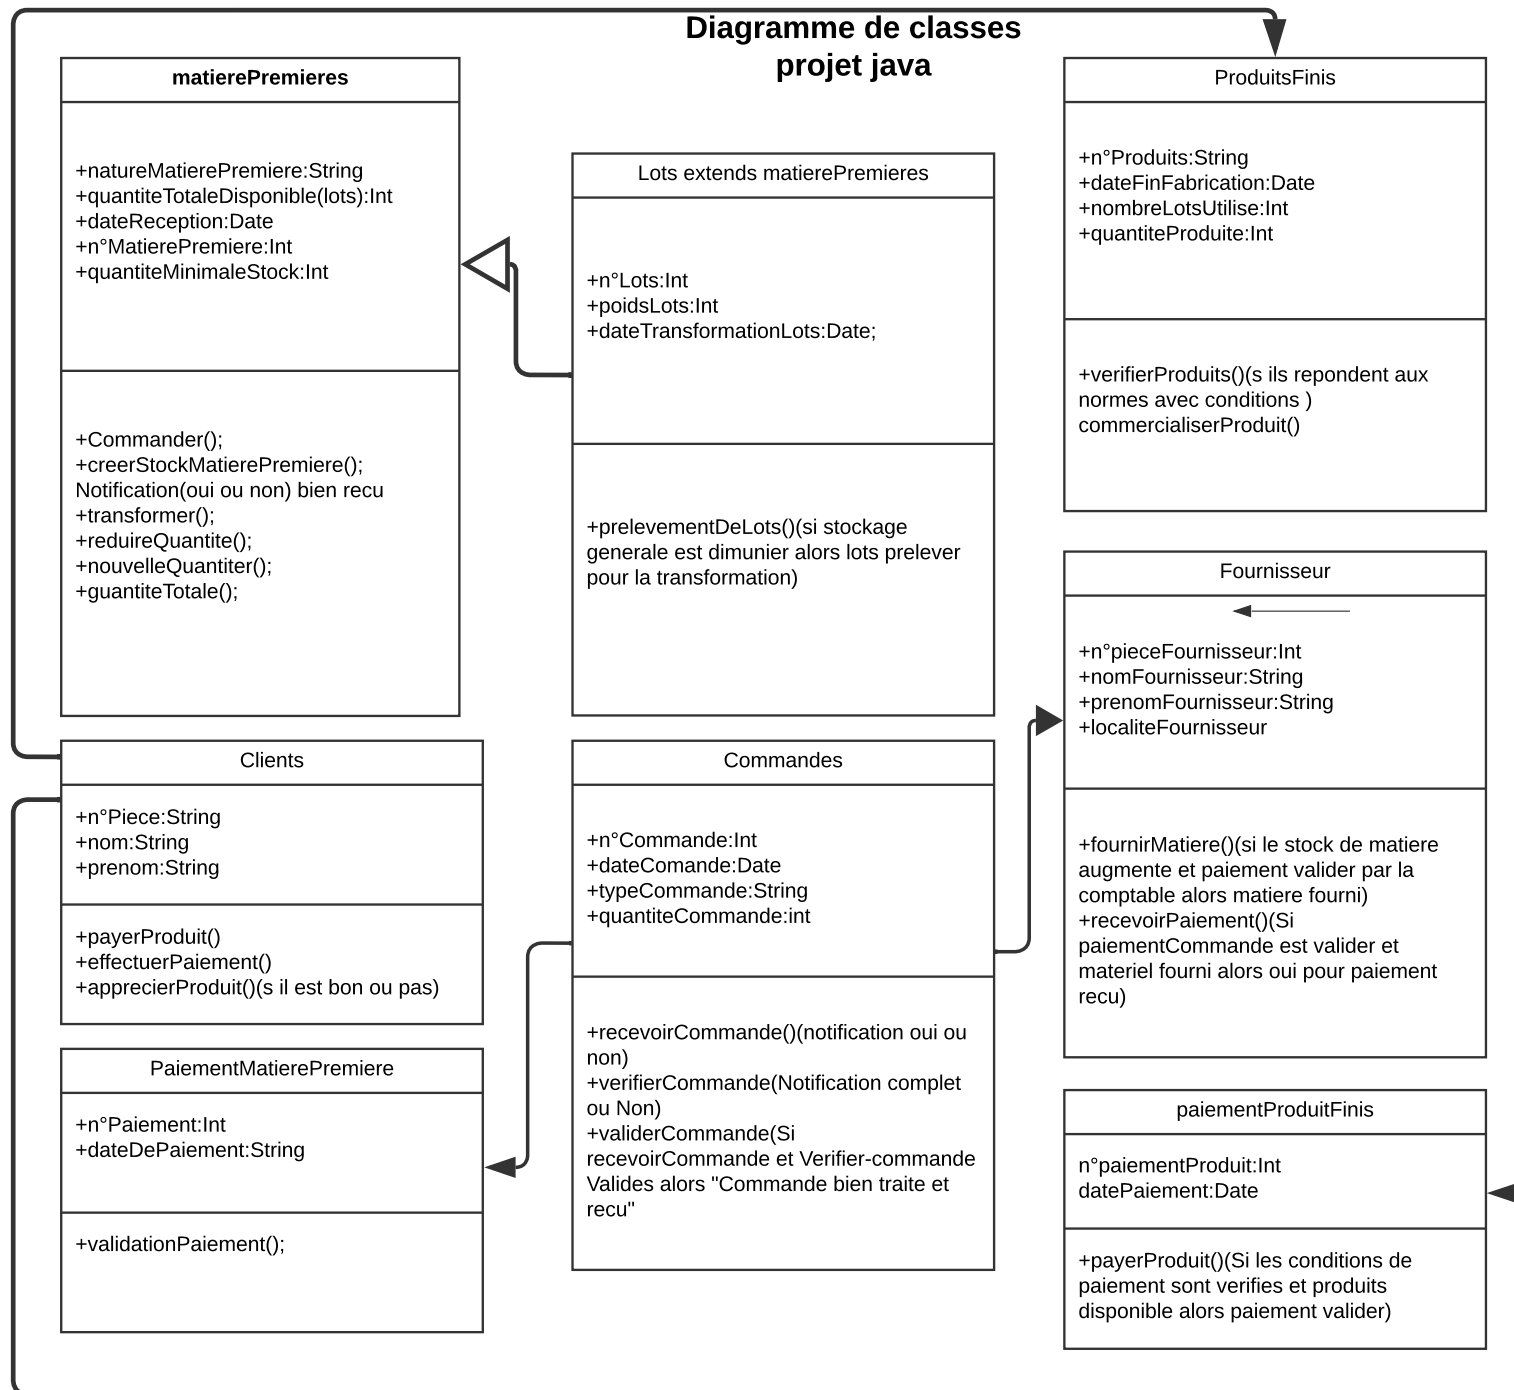 Diagramme de classes
projet java
matierePremieres
+natureMatierePremiere:String
+quantiteTotaleDisponible(lots):Int
+dateReception:Date
+n°MatierePremiere:Int
+quantiteMinimaleStock:Int
+Commander();
+creerStockMatierePremiere();
Notification(oui ou non) bien recu
+transformer();
+reduireQuantite();
+nouvelleQuantiter();
+guantiteTotale();
Lots extends matierePremieres
+n°Lots:Int
+poidsLots:Int
+dateTransformationLots:Date;
+prelevementDeLots()(si stockage
generale est dimunier alors lots prelever
pour la transformation)
ProduitsFinis
+n°Produits:String
+dateFinFabrication:Date
+nombreLotsUtilise:Int
+quantiteProduite:Int
+verifierProduits()(s ils repondent aux
normes avec conditions )
commercialiserProduit()
Fournisseur
+n°pieceFournisseur:Int
+nomFournisseur:String
+prenomFournisseur:String
+localiteFournisseur
+fournirMatiere()(si le stock de matiere
augmente et paiement valider par la
comptable alors matiere fourni)
+recevoirPaiement()(Si
paiementCommande est valider et
materiel fourni alors oui pour paiement
recu)
Clients
+n°Piece:String
+nom:String
+prenom:String
+payerProduit()
+effectuerPaiement()
+apprecierProduit()(s il est bon ou pas)
Commandes
+n°Commande:Int
+dateComande:Date
+typeCommande:String
+quantiteCommande:int
+recevoirCommande()(notification oui ou
non)
+verifierCommande(Notification complet
ou Non)
+validerCommande(Si
recevoirCommande et Verifier-commande
Valides alors "Commande bien traite et
recu"
PaiementMatierePremiere
+n°Paiement:Int
+dateDePaiement:String
+validationPaiement();
paiementProduitFinis
n°paiementProduit:Int
datePaiement:Date
+payerProduit()(Si les conditions de
paiement sont verifies et produits
disponible alors paiement valider)